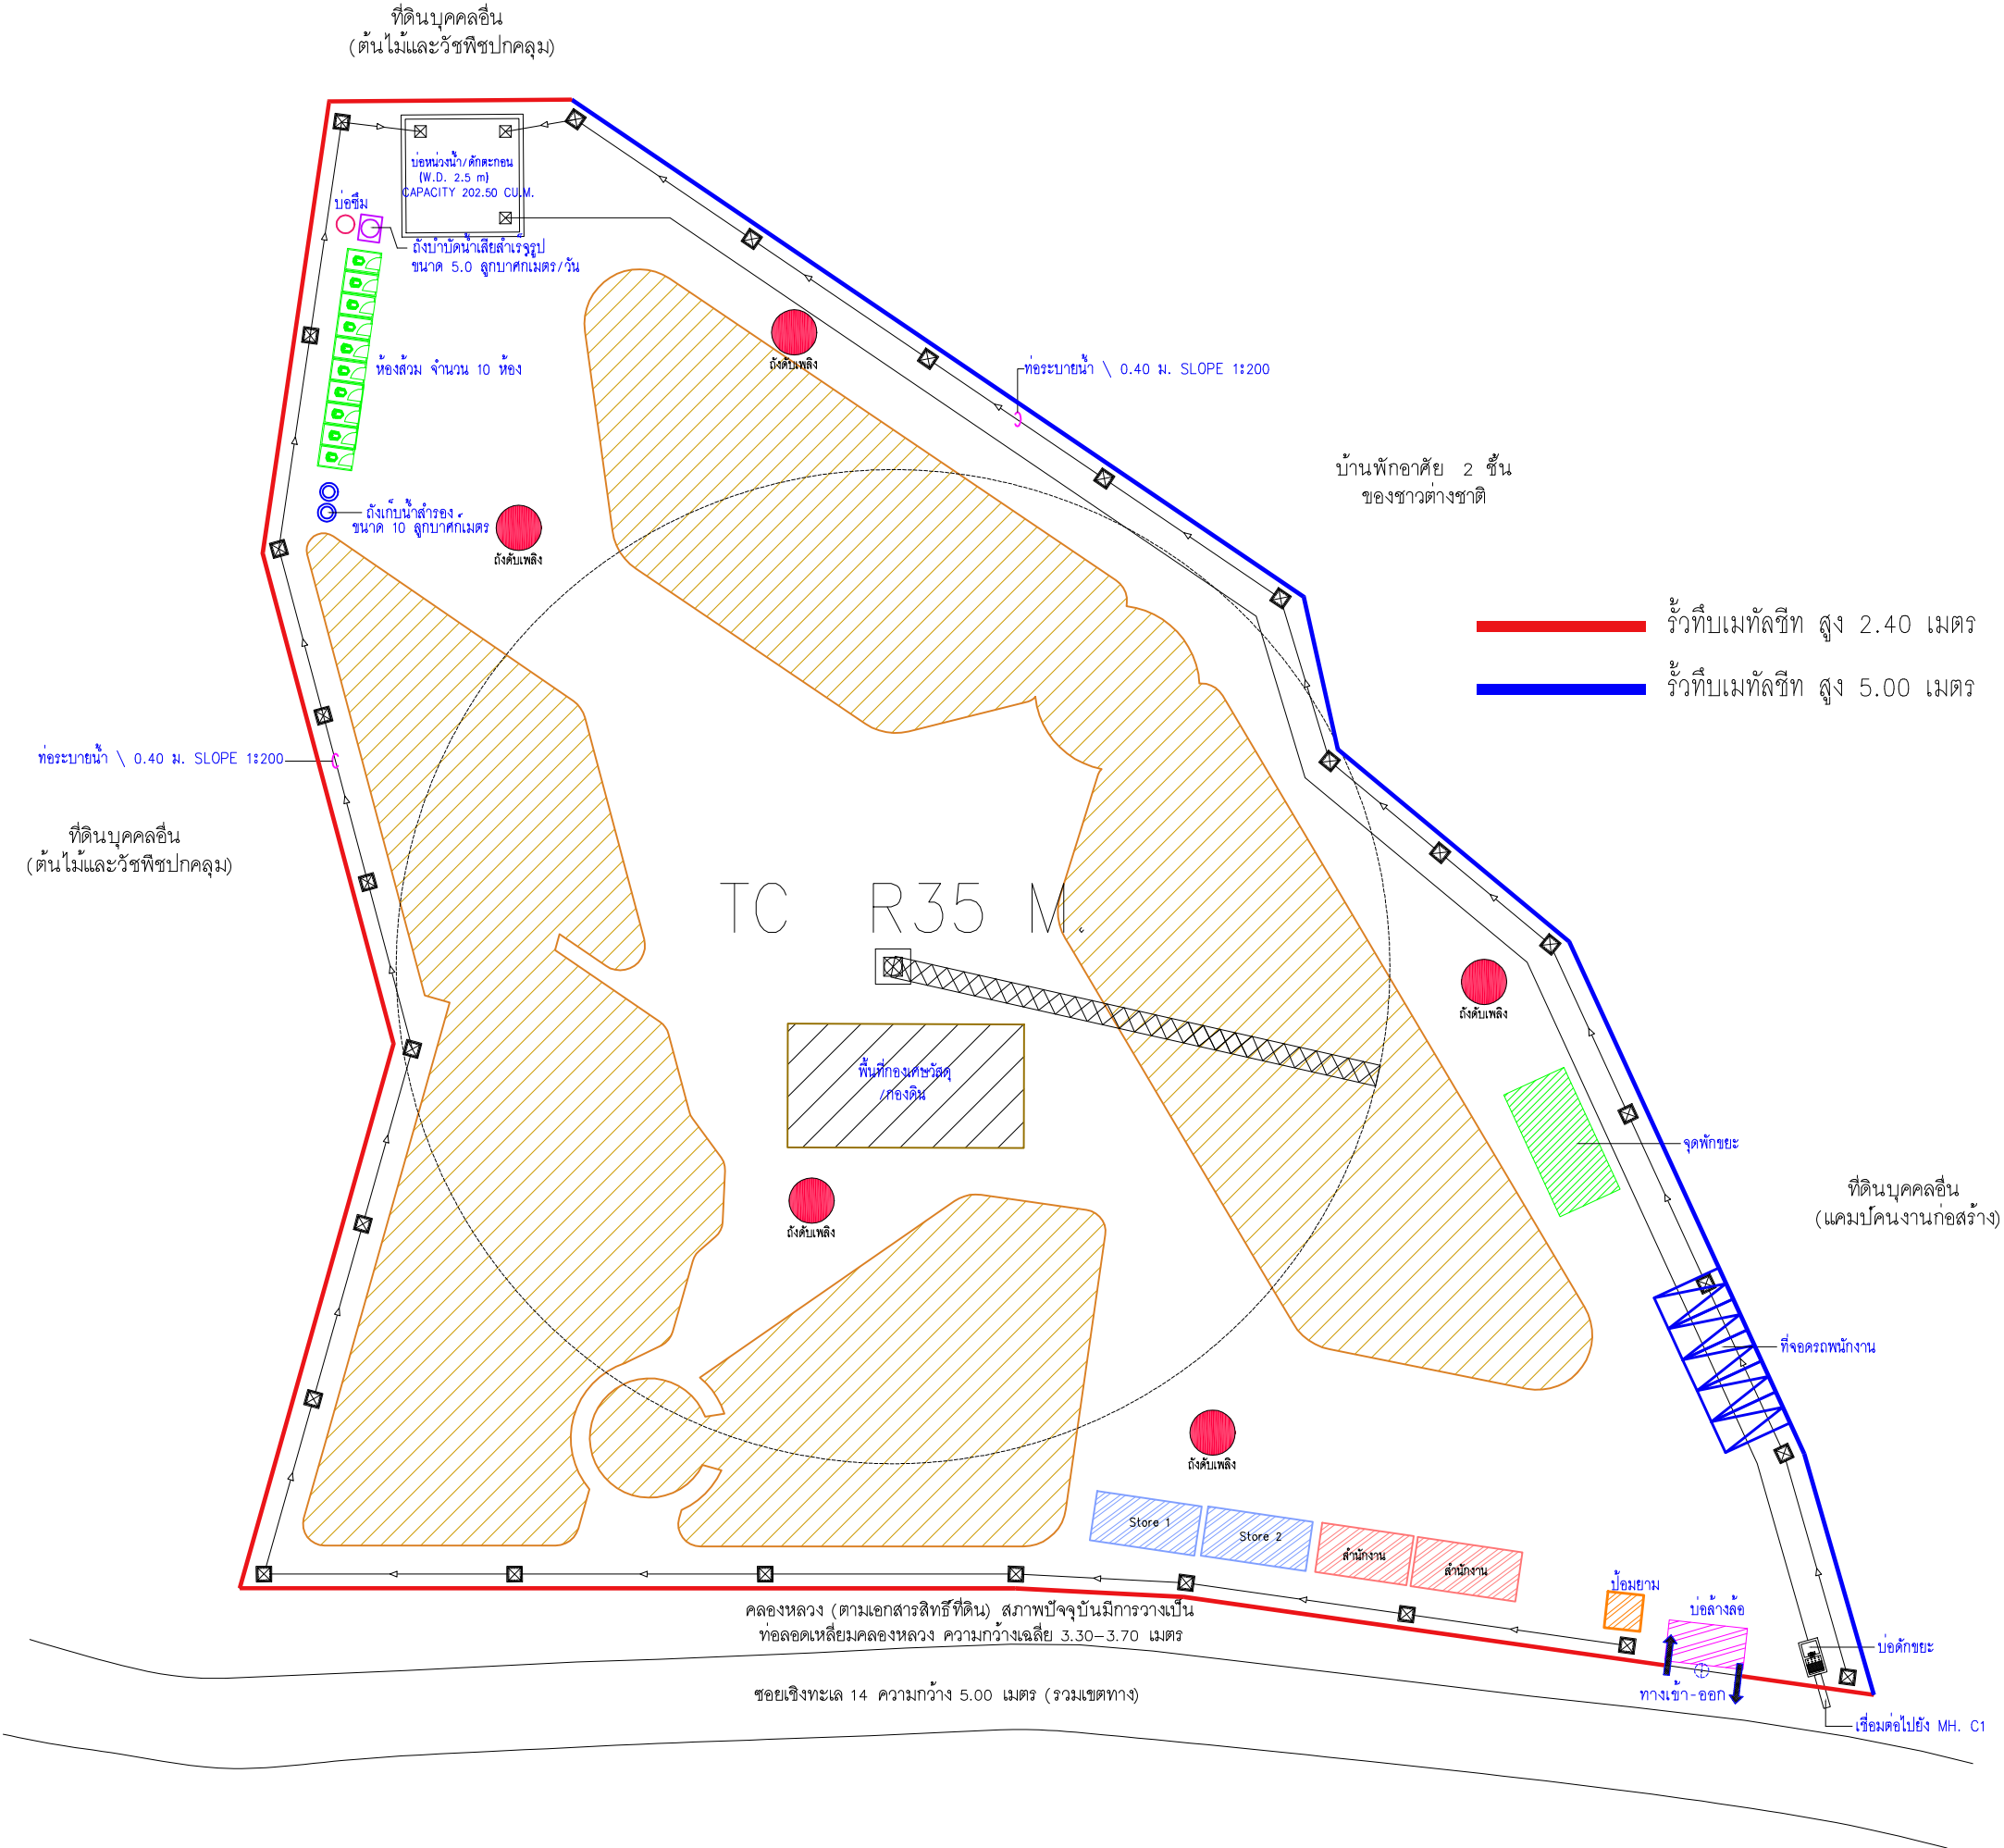 ที่ดินบุคคลอื่น
(ต้นไม้และวัชพืชปกคลุม)
บ่อหน่วงน้ำ/ดักตะกอน
(W.D. 2.5 m)
CAPACITY 202.50 CU.M.
บ่อซึม
ถังบำบัดน้ำเสียสำเร็จรูป
ขนาด 5.0 ลูกบาศก์เมตร/วัน
ถังดับเพลิง
ห้องส้วม จำนวน 10 ห้อง
ท่อระบายน้ำ \ 0.40 ม. SLOPE 1:200
บ้านพักอาศัย 2 ชั้น
ของชาวต่างชาติ
ถังเก็บน้ำสำรอง
ขนาด 10 ลูกบาศก์เมตร
ถังดับเพลิง
รั้วทึบเมทัลชีท สูง 2.40 เมตร
รั้วทึบเมทัลชีท สูง 5.00 เมตร
ท่อระบายน้ำ \ 0.40 ม. SLOPE 1:200
ที่ดินบุคคลอื่น
(ต้นไม้และวัชพืชปกคลุม)
TC R35 M.
ถังดับเพลิง
พื้นที่กองเศษวัสดุ
/กองดิน
จุดพักขยะ
ที่ดินบุคคลอื่น
(แคมป์คนงานก่อสร้าง)
ถังดับเพลิง
ที่จอดรถพนักงาน
ถังดับเพลิง
Store 1
Store 2
สำนักงาน
สำนักงาน
ป้อมยาม
บ่อล้างล้อ
คลองหลวง (ตามเอกสารสิทธิ์ที่ดิน) สภาพปัจจุบันมีการวางเป็น
ท่อลอดเหลี่ยมคลองหลวง ความกว้างเฉลี่ย 3.30-3.70 เมตร
บ่อดักขยะ
ซอยเชิงทะเล 14 ความกว้าง 5.00 เมตร (รวมเขตทาง)
ทางเข้า-ออก
เชื่อมต่อไปยัง MH. C1